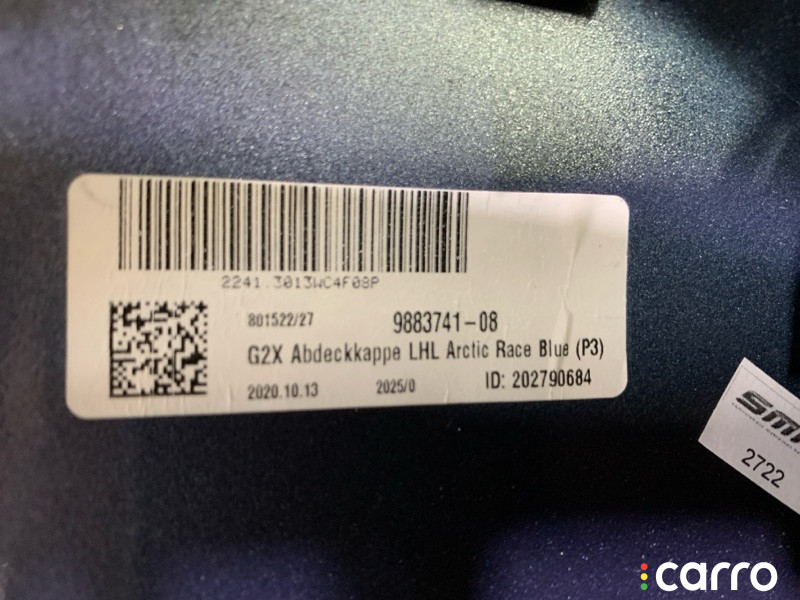 2241.3013WC4F08P
801522/27 9883741-08
G2X Abdeckkappe LHL Arctic Race Blue (P3)
2020.10.13 2025/0 ID: 202790684
2722
carro